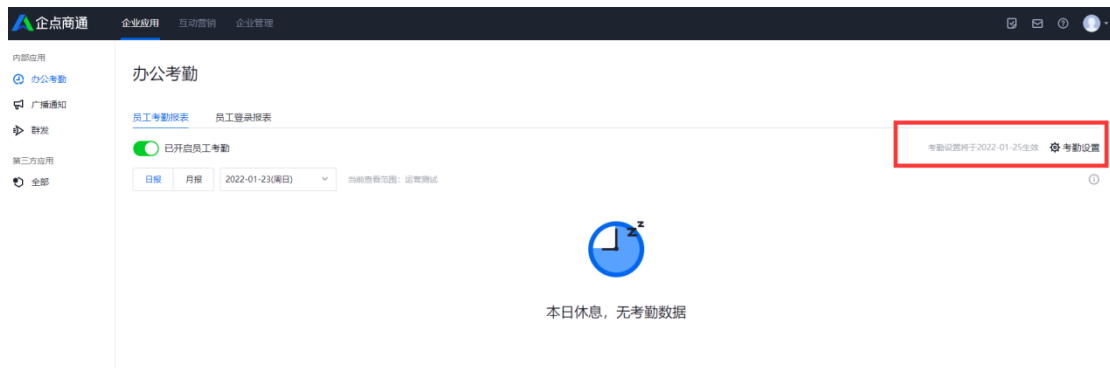 企点商通 企业应用 互动营销 企业管理
内部应用
办公考勤
广播通知
群发
第三方应用
全部
办公考勤
员工考勤报表 员工登录报表
已开启员工考勤 考勤设置将于2022-01-25生效 考勤设置
日报 月报 2022-01-23(周日) 当前查看范围：运营测试
z z
本日休息，无考勤数据